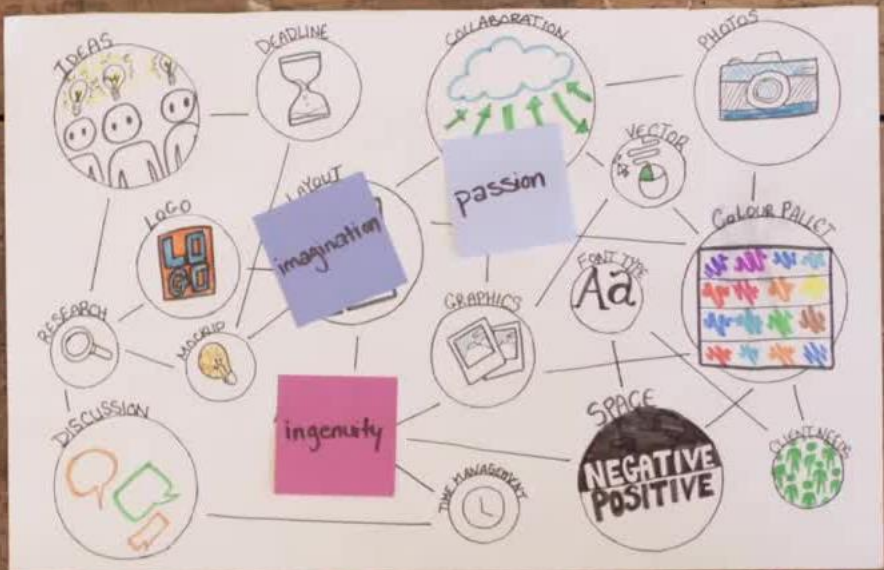 IDEAS
DEADLINE
COLLABORATION
PHOTOS
VECTOR
LAYOUT
passion
LOGO
LO
GO
imagination
COLOUR PALLET
FONT TYPE
Aa
GRAPHICS
RESEARCH
MOCKUP
DISCUSSION
ingenuity
SPACE
NEGATIVE
POSITIVE
CLIENT NEEDS
TIME MANAGEMENT